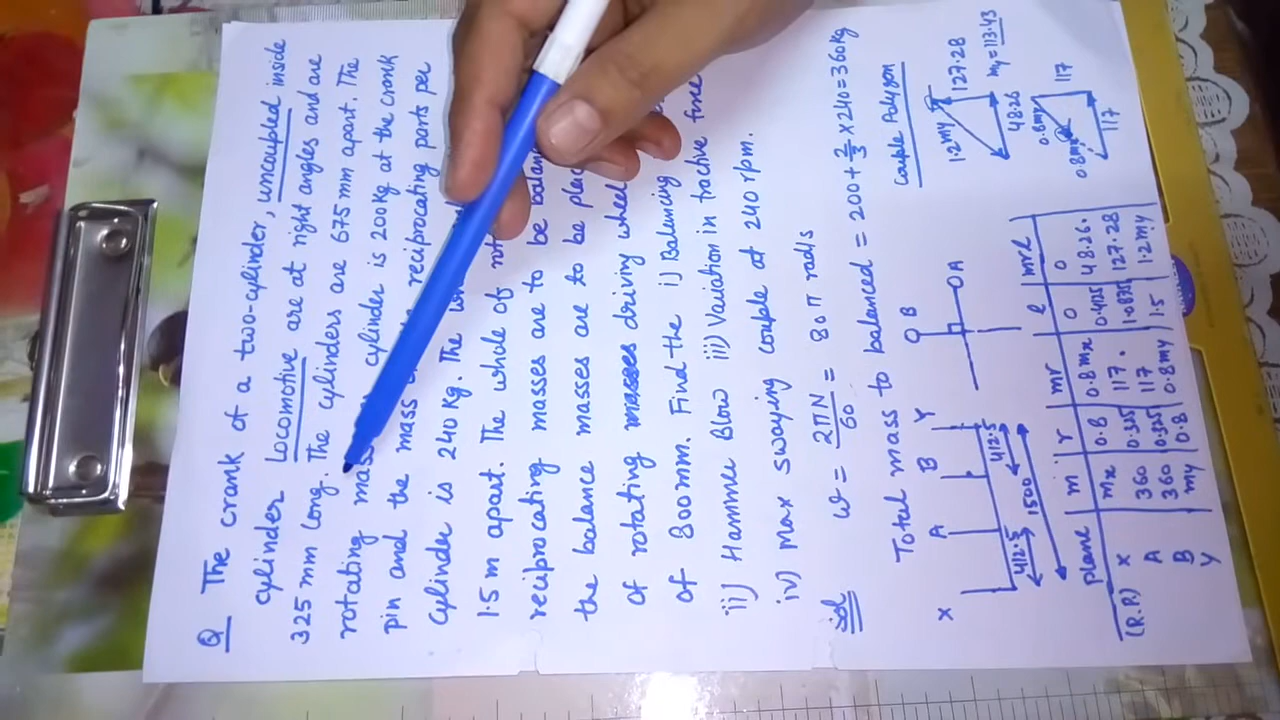 Q The crank of a two-cylinder, uncoupled inside
cylinder Locomotive are at right angles and are
325 mm long. The cylinders are 675 mm apart. The
rotating cylinder is 200 kg at the crank
pin and the mass reciprocating parts per
cylinder is 240 kg. The
1.5 m apart. The whole of
reciprocating masses are to be
the balance masses are to be
of rotating masses driving
of 800 mm. Find the i) Balancing
ii) Hammer Blow iii) Variation in tractive
iv) Max swaying couple at 240 rpm.
sol ω = 2πN/60 = 80π rad/s
Total mass to balanced = 200 + 2/3 × 240 = 360 kg
X A B Y
412.5 412.5
1500
B
A
Couple Polygon
1.2my
127.28
48.26
my = 113.43
0.8my
0.8mx
117
117
plane m r mr l mrl
(R.P) X mx 0.8 0.8mx 0 0
A 360 0.325 117. 0.4125 48.26.
B 360 0.325 117 1.0875 127.28
Y my 0.8 0.8my 1.5 1.2my